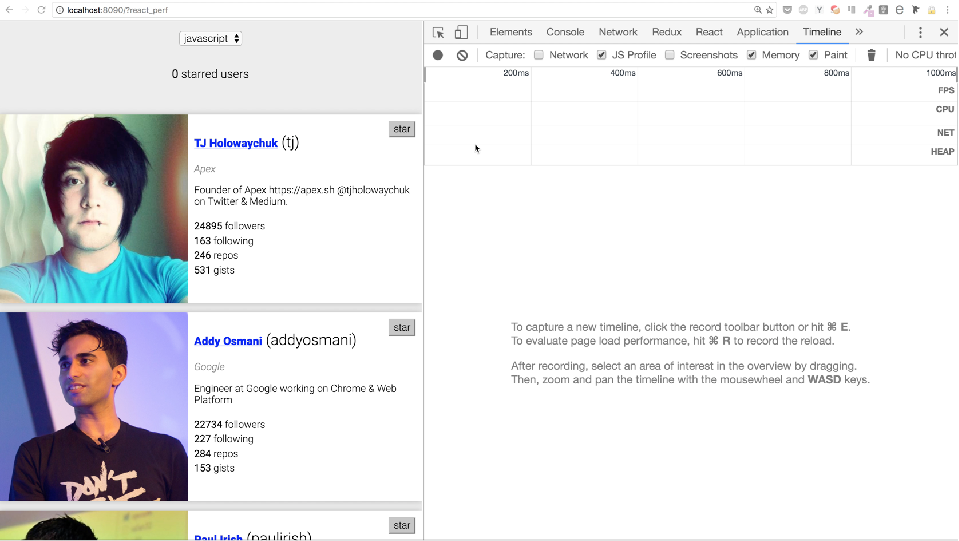 localhost:8090/?react_perf
javascript
0 starred users
star
TJ Holowaychuk (tj)
Apex
Founder of Apex https://apex.sh @tjholowaychuk
on Twitter & Medium.
24895 followers
163 following
246 repos
531 gists
star
Addy Osmani (addyosmani)
Google
Engineer at Google working on Chrome & Web
Platform
22734 followers
227 following
284 repos
153 gists
DON'T
star
Paul Irish (paulirish)
Elements Console Network Redux React Application Timeline »
Capture: Network JS Profile Screenshots Memory Paint No CPU throt
200ms 400ms 600ms 800ms 1000ms
FPS
CPU
NET
HEAP
To capture a new timeline, click the record toolbar button or hit ⌘ E.
To evaluate page load performance, hit ⌘ R to record the reload.
After recording, select an area of interest in the overview by dragging.
Then, zoom and pan the timeline with the mousewheel and WASD keys.